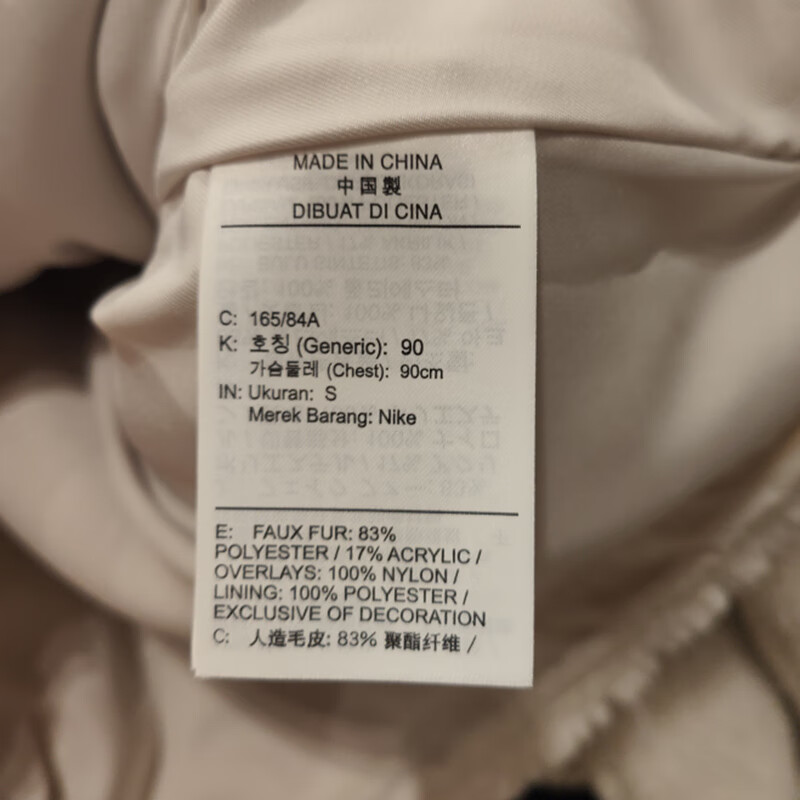 MADE IN CHINA
中国製
DIBUAT DI CINA
C: 165/84A
K: 호칭 (Generic): 90
가슴둘레 (Chest): 90cm
IN: Ukuran: S
Merek Barang: Nike
E: FAUX FUR: 83%
POLYESTER / 17% ACRYLIC /
OVERLAYS: 100% NYLON /
LINING: 100% POLYESTER /
EXCLUSIVE OF DECORATION
C: 人造毛皮: 83% 聚酯纤维 /